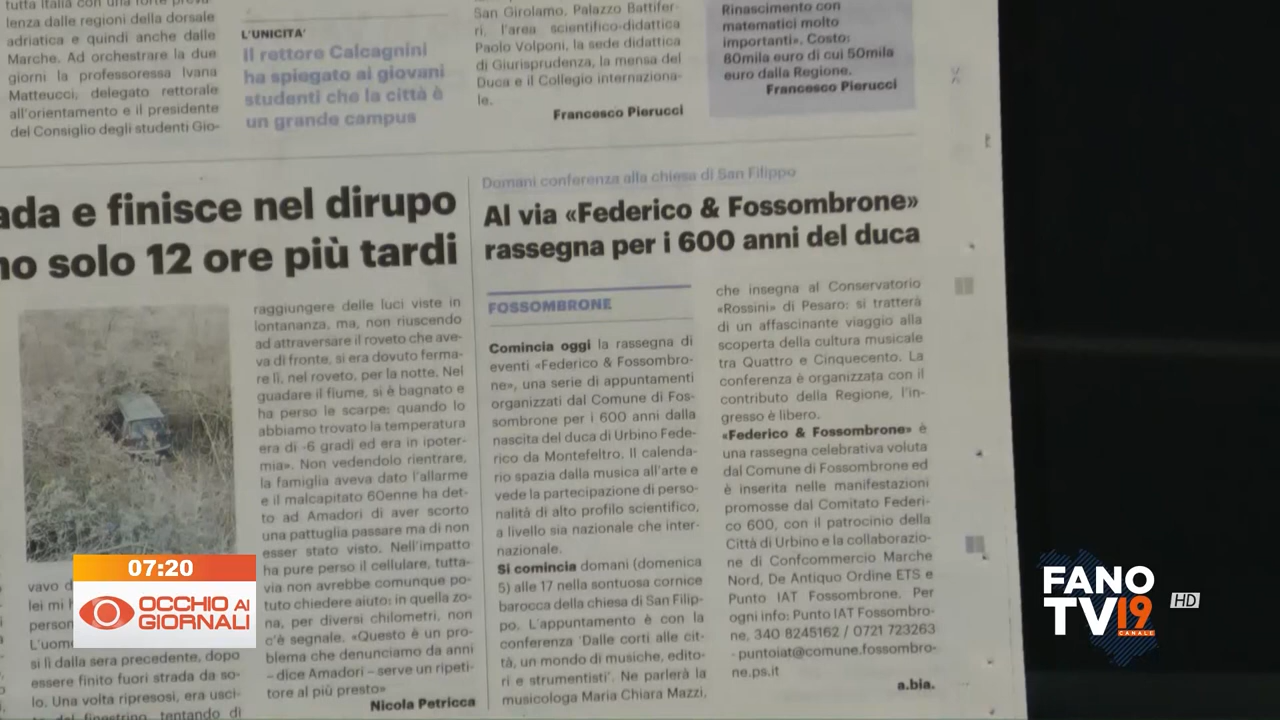 tutta Italia con una forte preva-
lenza dalle regioni della dorsale
adriatica e quindi anche dalle
Marche. Ad orchestrare la due
giorni la professoressa Ivana
Matteucci, delegato rettorale
all'orientamento e il presidente
del Consiglio degli studenti Gio-
L'UNICITA'
Il rettore Calcagnini
ha spiegato ai giovani
studenti che la città è
un grande campus
San Girolamo, Palazzo Battifer-
ri, l'area scientifico-didattica
Paolo Volponi, la sede didattica
di Giurisprudenza, la mensa del
Duca e il Collegio internaziona-
le.
Francesco Pierucci
Rinascimento con
matematici molto
importanti». Costo:
80mila euro di cui 50mila
euro dalla Regione.
Francesco Pierucci
ada e finisce nel dirupo
no solo 12 ore più tardi
raggiungere delle luci viste in
lontananza, ma, non riuscendo
ad attraversare il roveto che ave-
va di fronte, si era dovuto ferma-
re lì, nel roveto, per la notte. Nel
guadare il fiume, si è bagnato e
ha perso le scarpe: quando lo
abbiamo trovato la temperatura
era di -6 gradi ed era in ipoter-
mia». Non vedendolo rientrare,
la famiglia aveva dato l'allarme
e il malcapitato 60enne ha det-
to ad Amadori di aver scorto
una pattuglia passare ma di non
esser stato visto. Nell'impatto
ha pure perso il cellulare, tutta-
via non avrebbe comunque po-
tuto chiedere aiuto: in quella zo-
na, per diversi chilometri, non
c'è segnale. «Questo è un pro-
blema che denunciamo da anni
– dice Amadori – serve un ripeti-
tore al più presto»
Nicola Petricca
vavo d
lei mi h
person
L'uom
si lì dalla sera precedente, dopo
essere finito fuori strada da so-
lo. Una volta ripresosi, era usci-
dal finestrino, tentando di
Domani conferenza alla chiesa di San Filippo
Al via «Federico & Fossombrone»
rassegna per i 600 anni del duca
FOSSOMBRONE
Comincia oggi la rassegna di
eventi «Federico & Fossombro-
ne», una serie di appuntamenti
organizzati dal Comune di Fos-
sombrone per i 600 anni dalla
nascita del duca di Urbino Fede-
rico da Montefeltro. Il calenda-
rio spazia dalla musica all'arte e
vede la partecipazione di perso-
nalità di alto profilo scientifico,
a livello sia nazionale che inter-
nazionale.
Si comincia domani (domenica
5) alle 17 nella sontuosa cornice
barocca della chiesa di San Filip-
po. L'appuntamento è con la
conferenza 'Dalle corti alle cit-
tà, un mondo di musiche, edito-
ri e strumentisti'. Ne parlerà la
musicologa Maria Chiara Mazzi,
che insegna al Conservatorio
«Rossini» di Pesaro: si tratterà
di un affascinante viaggio alla
scoperta della cultura musicale
tra Quattro e Cinquecento. La
conferenza è organizzata con il
contributo della Regione, l'in-
gresso è libero.
«Federico & Fossombrone» è
una rassegna celebrativa voluta
dal Comune di Fossombrone ed
è inserita nelle manifestazioni
promosse dal Comitato Federi-
co 600, con il patrocinio della
Città di Urbino e la collaborazio-
ne di Confcommercio Marche
Nord, De Antiquo Ordine ETS e
Punto IAT Fossombrone. Per
ogni info: Punto IAT Fossombro-
ne, 340 8245162 / 0721 723263
- puntoiat@comune.fossombro-
ne.ps.it
a.bia.
07:20
OCCHIO AI
GIORNALI
FANO
TV19
CANALE
HD